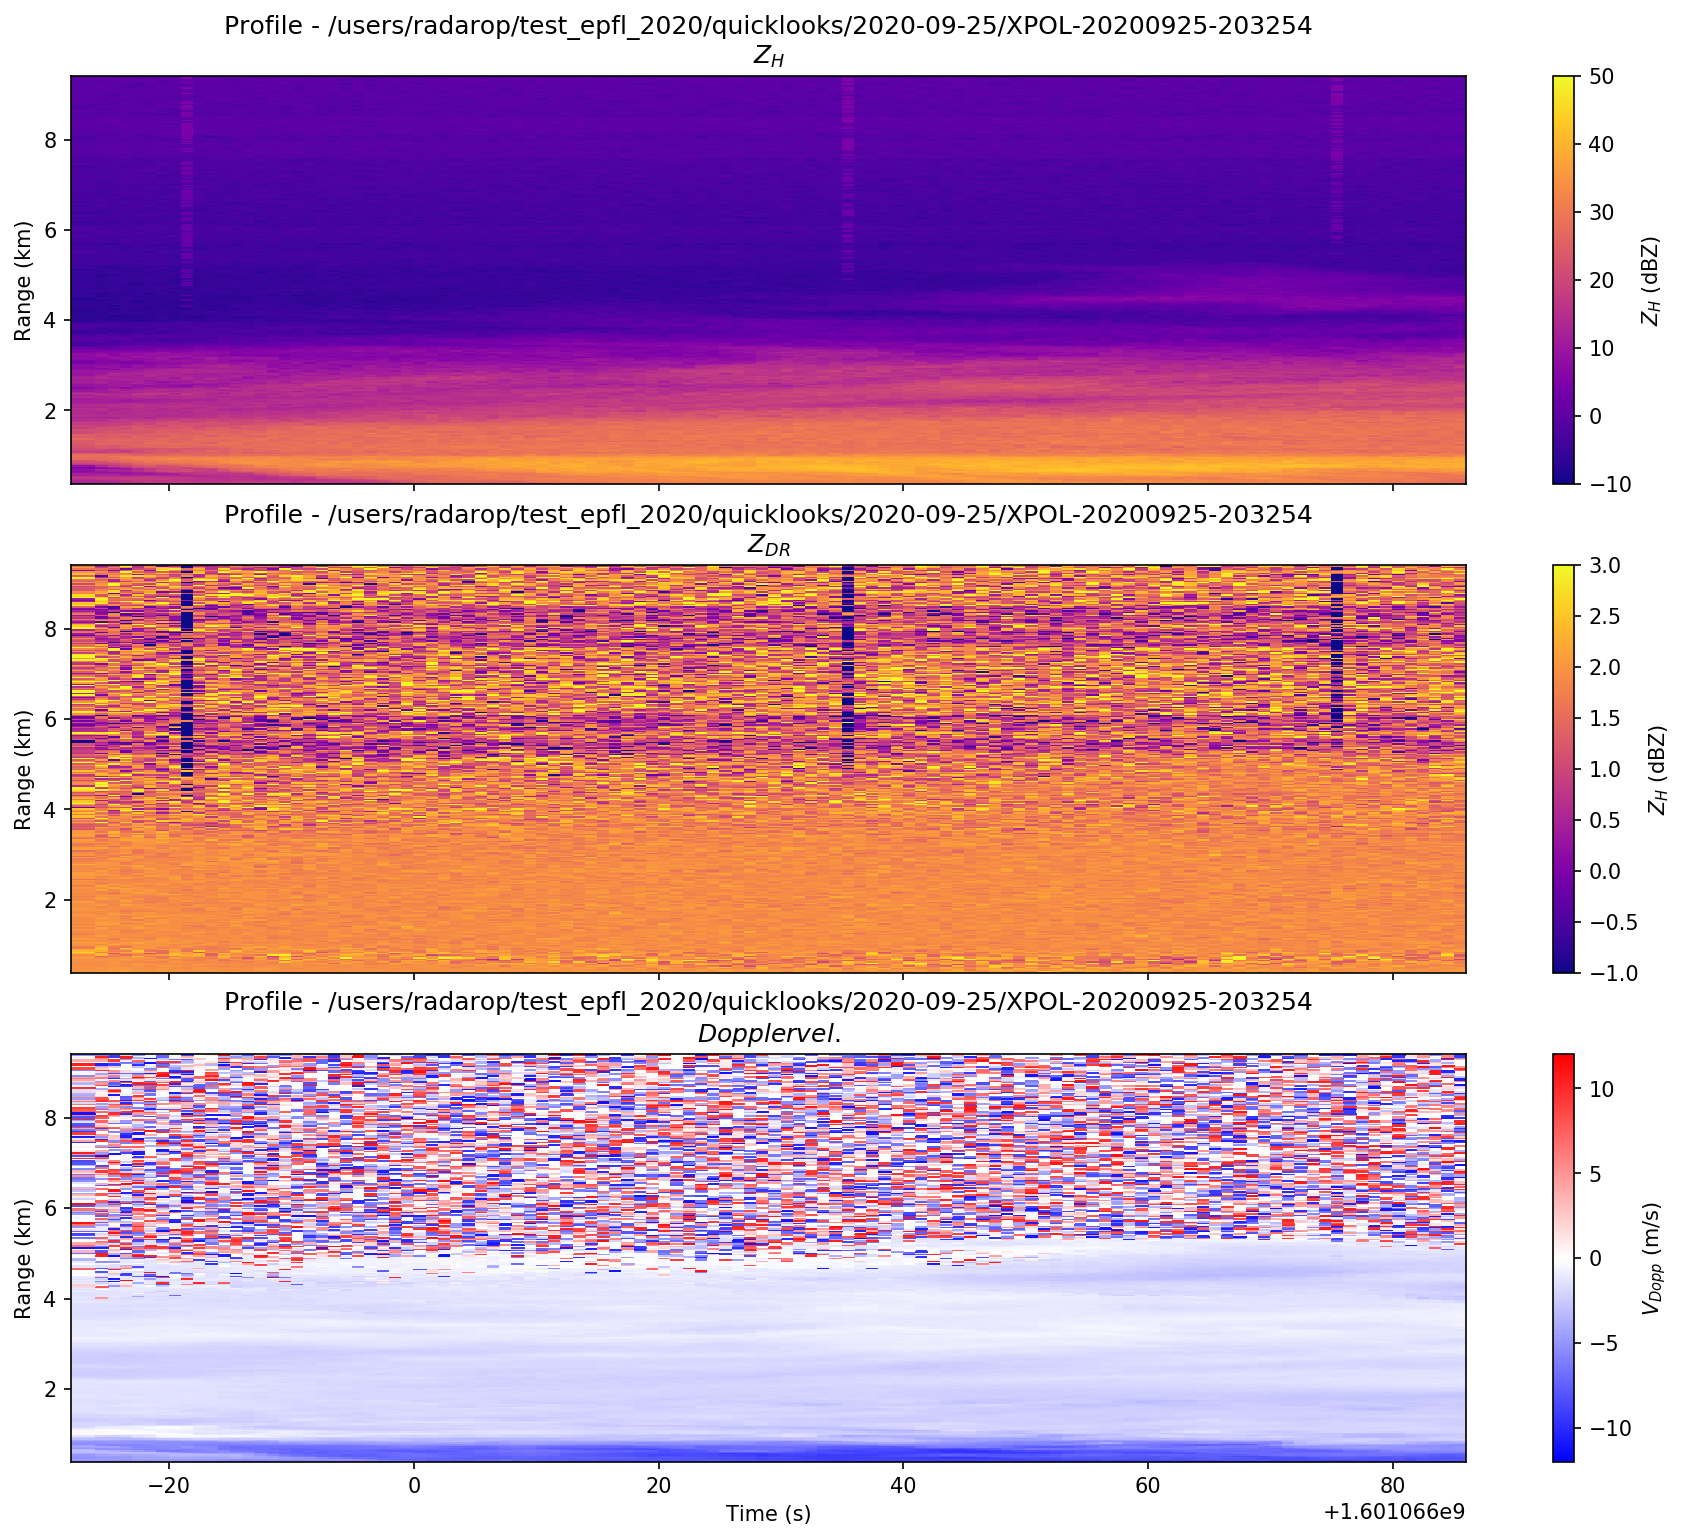 Profile - /users/radarop/test_epfl_2020/quicklooks/2020-09-25/XPOL-20200925-203254
Z_H
Range (km)
8
6
4
2
50
40
30
20
10
0
−10
Z_H (dBZ)
Profile - /users/radarop/test_epfl_2020/quicklooks/2020-09-25/XPOL-20200925-203254
Z_DR
Range (km)
8
6
4
2
3.0
2.5
2.0
1.5
1.0
0.5
0.0
−0.5
−1.0
Z_H (dBZ)
Profile - /users/radarop/test_epfl_2020/quicklooks/2020-09-25/XPOL-20200925-203254
Dopplervel.
Range (km)
8
6
4
2
10
5
0
−5
−10
V_Dopp (m/s)
−20 0 20 40 60 80
Time (s)
+1.601066e9